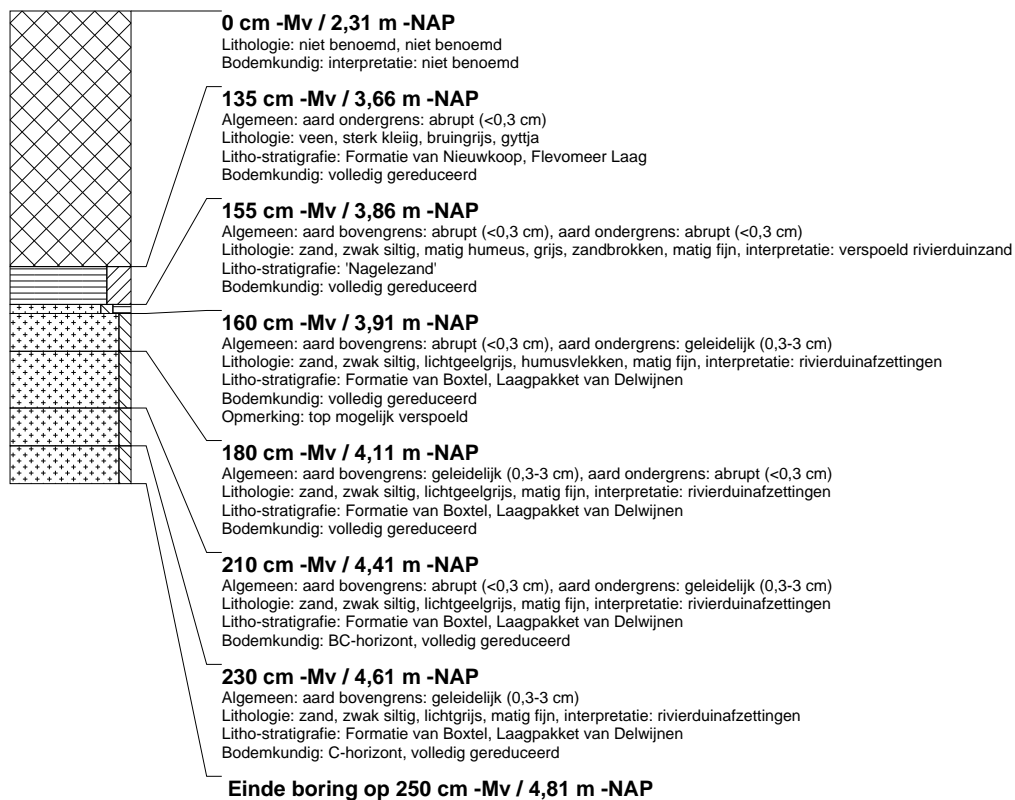 0 cm -Mv / 2,31 m -NAP
Lithologie: niet benoemd, niet benoemd
Bodemkundig: interpretatie: niet benoemd
135 cm -Mv / 3,66 m -NAP
Algemeen: aard ondergrens: abrupt (<0,3 cm)
Lithologie: veen, sterk kleiig, bruingrijs, gyttja
Litho-stratigrafie: Formatie van Nieuwkoop, Flevomeer Laag
Bodemkundig: volledig gereduceerd
155 cm -Mv / 3,86 m -NAP
Algemeen: aard bovengrens: abrupt (<0,3 cm), aard ondergrens: abrupt (<0,3 cm)
Lithologie: zand, zwak siltig, matig humeus, grijs, zandbrokken, matig fijn, interpretatie: verspoeld rivierduinzand
Litho-stratigrafie: 'Nagelezand'
Bodemkundig: volledig gereduceerd
160 cm -Mv / 3,91 m -NAP
Algemeen: aard bovengrens: abrupt (<0,3 cm), aard ondergrens: geleidelijk (0,3-3 cm)
Lithologie: zand, zwak siltig, lichtgeelgrijs, humusvlekken, matig fijn, interpretatie: rivierduinafzettingen
Litho-stratigrafie: Formatie van Boxtel, Laagpakket van Delwijnen
Bodemkundig: volledig gereduceerd
Opmerking: top mogelijk verspoeld
180 cm -Mv / 4,11 m -NAP
Algemeen: aard bovengrens: geleidelijk (0,3-3 cm), aard ondergrens: abrupt (<0,3 cm)
Lithologie: zand, zwak siltig, lichtgeelgrijs, matig fijn, interpretatie: rivierduinafzettingen
Litho-stratigrafie: Formatie van Boxtel, Laagpakket van Delwijnen
Bodemkundig: volledig gereduceerd
210 cm -Mv / 4,41 m -NAP
Algemeen: aard bovengrens: abrupt (<0,3 cm), aard ondergrens: geleidelijk (0,3-3 cm)
Lithologie: zand, zwak siltig, lichtgeelgrijs, matig fijn, interpretatie: rivierduinafzettingen
Litho-stratigrafie: Formatie van Boxtel, Laagpakket van Delwijnen
Bodemkundig: BC-horizont, volledig gereduceerd
230 cm -Mv / 4,61 m -NAP
Algemeen: aard bovengrens: geleidelijk (0,3-3 cm)
Lithologie: zand, zwak siltig, lichtgrijs, matig fijn, interpretatie: rivierduinafzettingen
Litho-stratigrafie: Formatie van Boxtel, Laagpakket van Delwijnen
Bodemkundig: C-horizont, volledig gereduceerd
Einde boring op 250 cm -Mv / 4,81 m -NAP